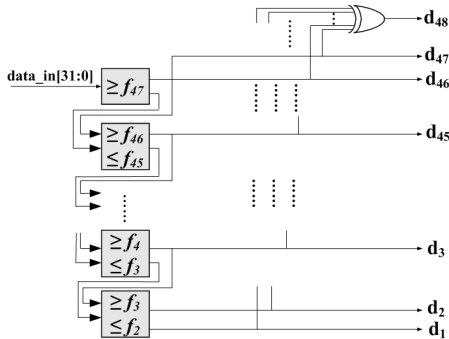 d48
d47
data_in[31:0]
≥f47
d46
≥f46
≤f45
d45
≥f4
≤f3
d3
≥f3
≤f2
d2
d1